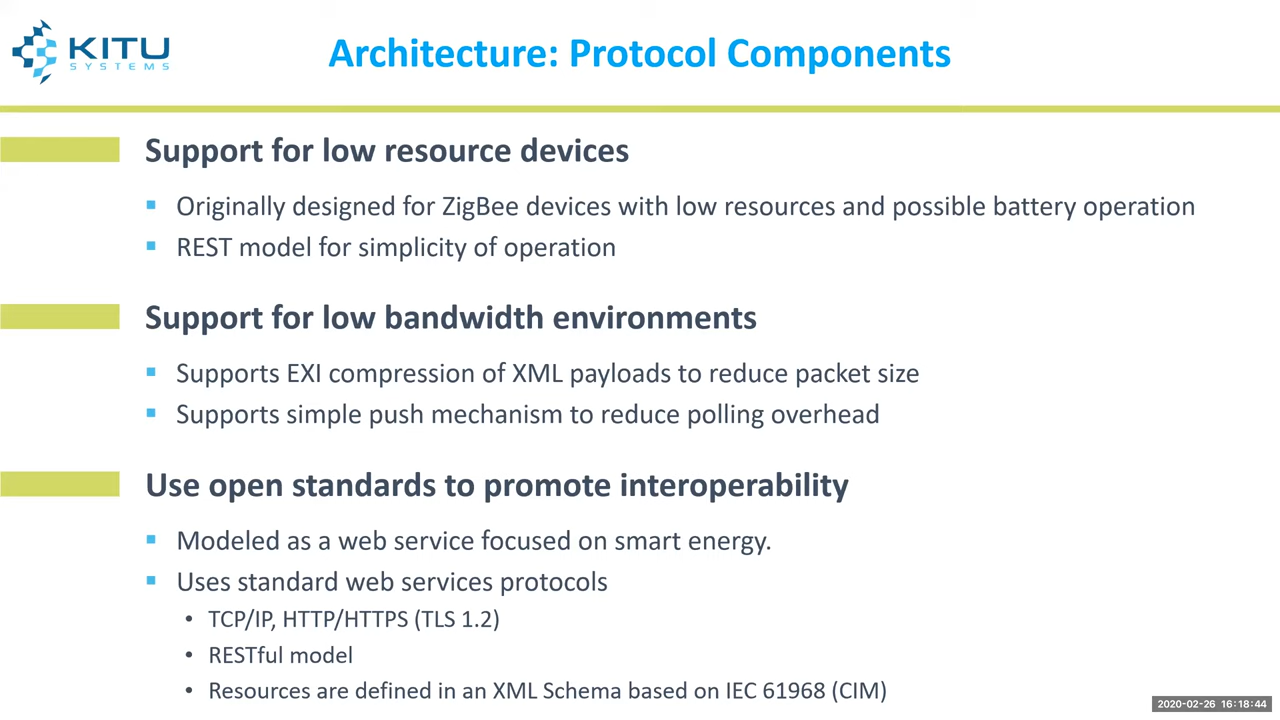 KITU
SYSTEMS
Architecture: Protocol Components
Support for low resource devices
Originally designed for ZigBee devices with low resources and possible battery operation
REST model for simplicity of operation
Support for low bandwidth environments
Supports EXI compression of XML payloads to reduce packet size
Supports simple push mechanism to reduce polling overhead
Use open standards to promote interoperability
Modeled as a web service focused on smart energy.
Uses standard web services protocols
TCP/IP, HTTP/HTTPS (TLS 1.2)
RESTful model
Resources are defined in an XML Schema based on IEC 61968 (CIM)
2020-02-26 16:18:44